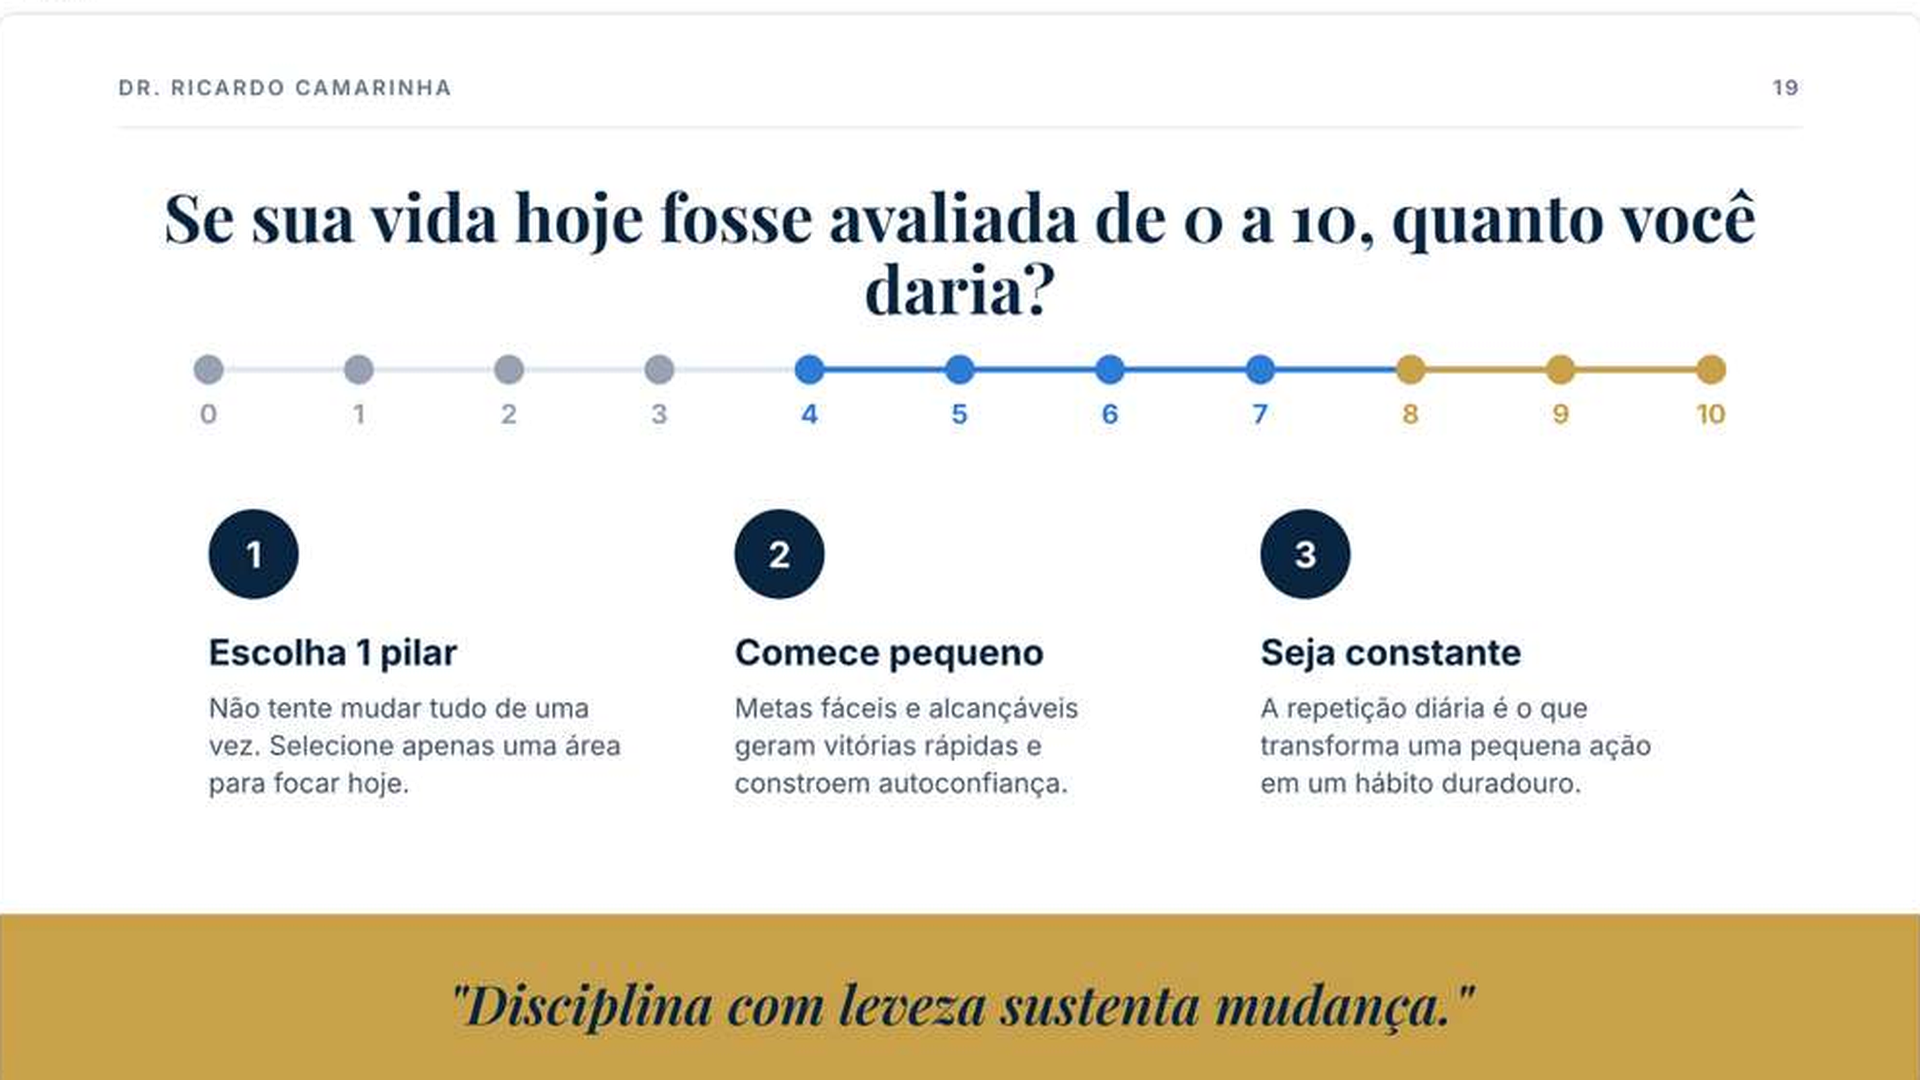 DR. RICARDO CAMARINHA
19
Se sua vida hoje fosse avaliada de 0 a 10, quanto você
daria?
0 1 2 3 4 5 6 7 8 9 10
1
Escolha 1 pilar
Não tente mudar tudo de uma
vez. Selecione apenas uma área
para focar hoje.
2
Comece pequeno
Metas fáceis e alcançáveis
geram vitórias rápidas e
constroem autoconfiança.
3
Seja constante
A repetição diária é o que
transforma uma pequena ação
em um hábito duradouro.
"Disciplina com leveza sustenta mudança."